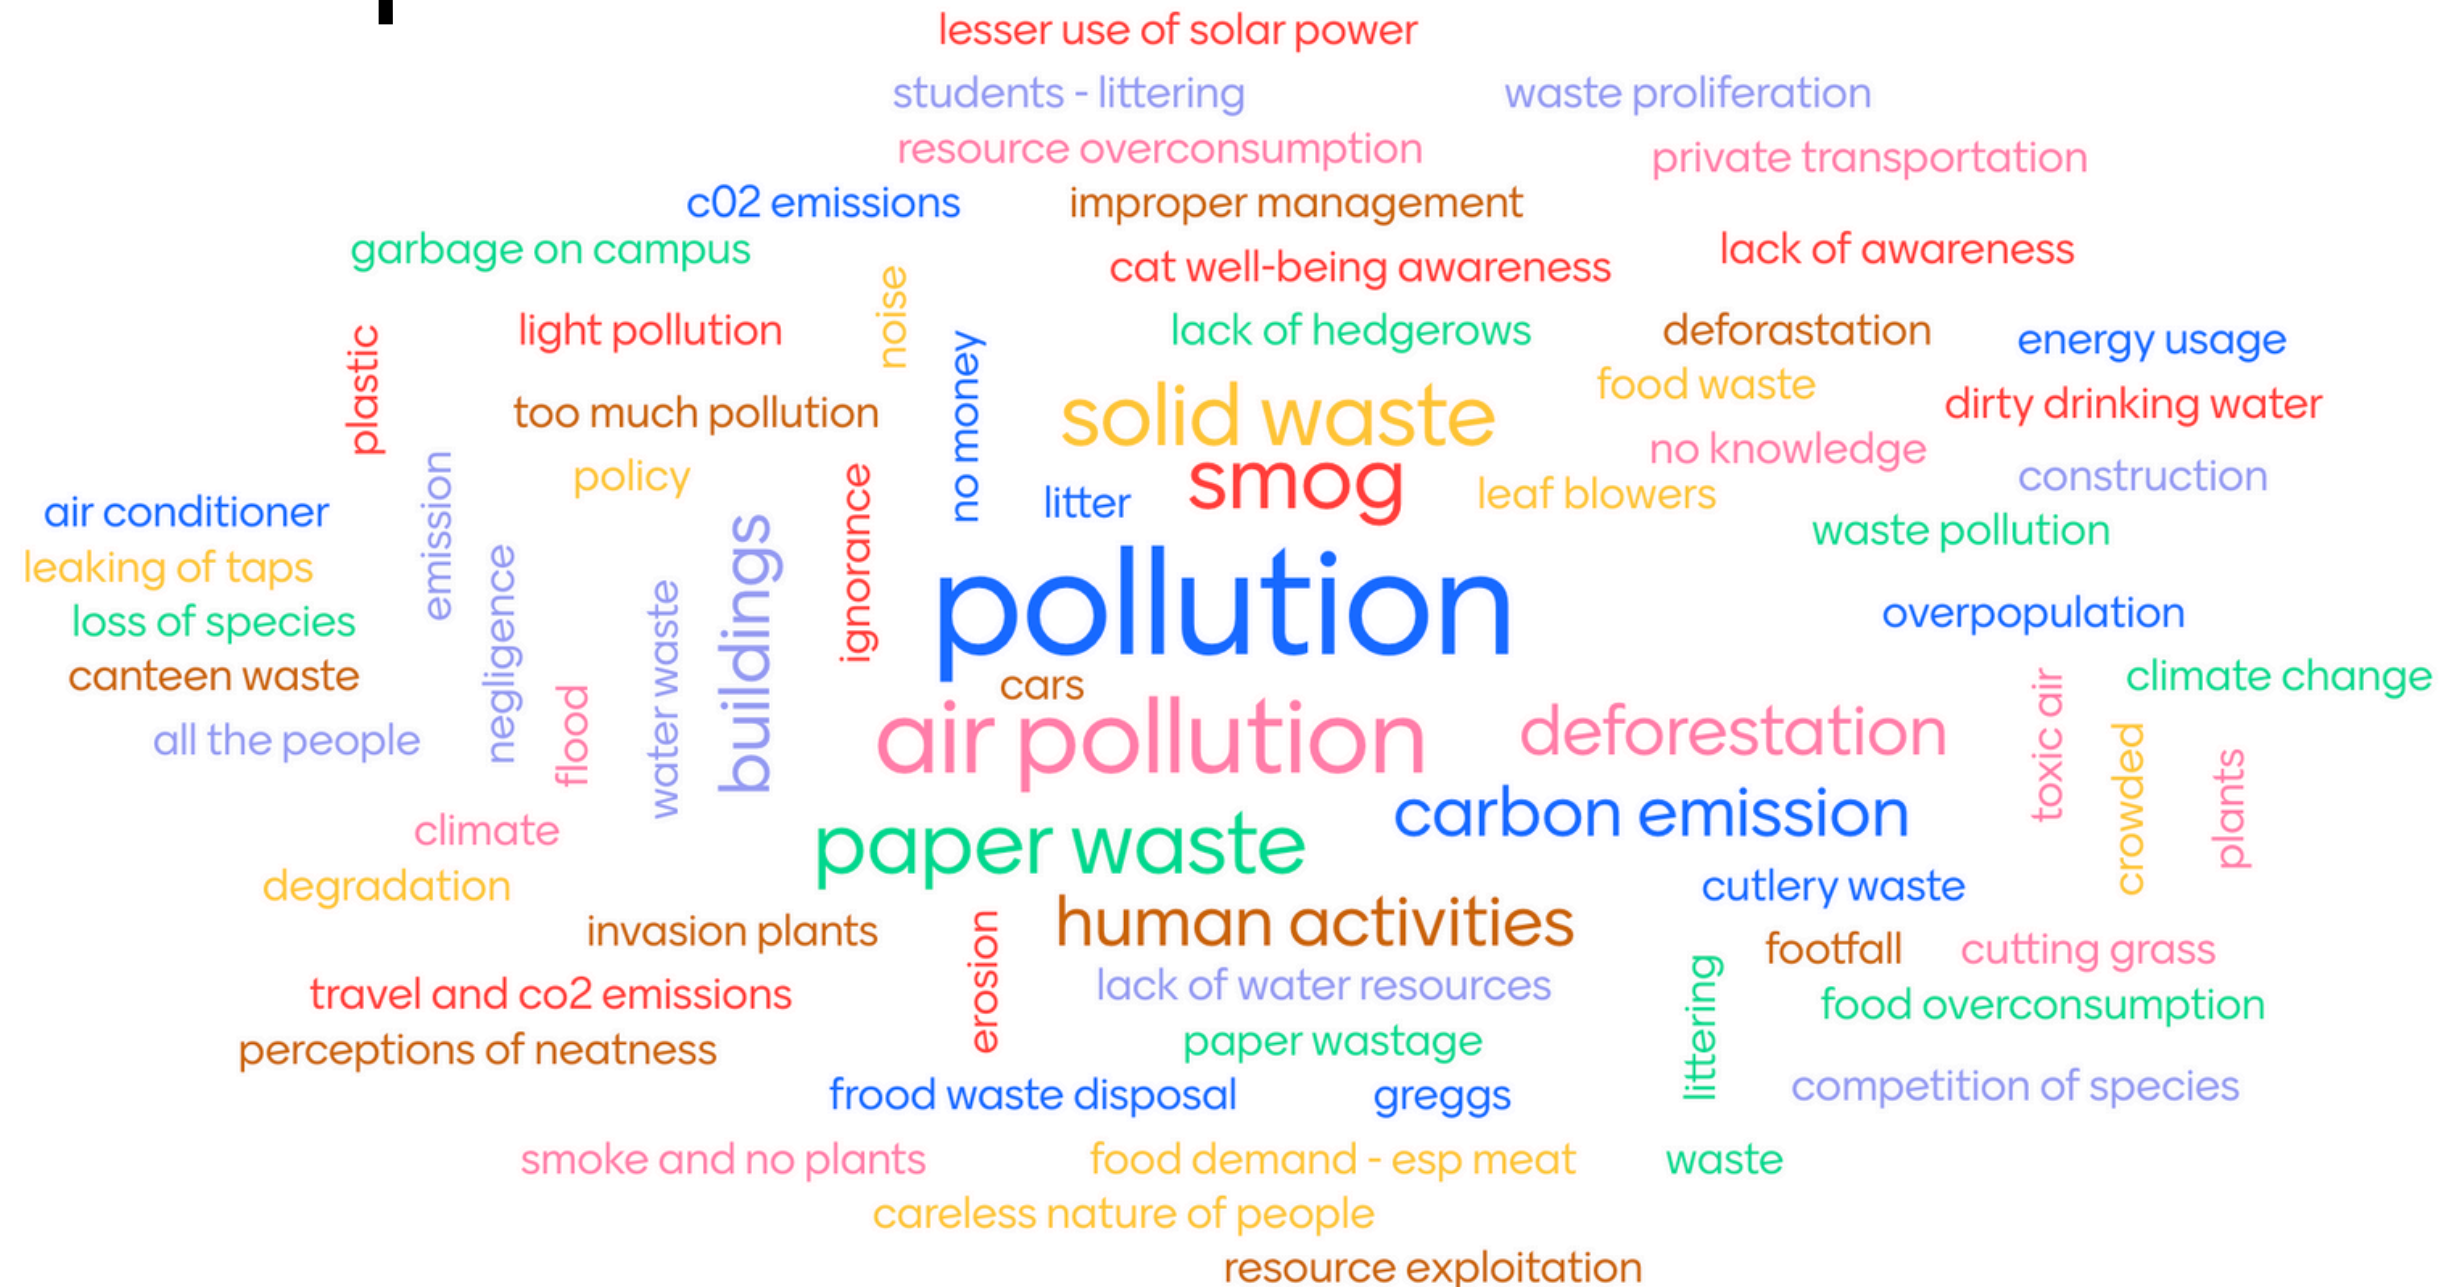 lesser use of solar power
students - littering
waste proliferation
resource overconsumption
private transportation
c02 emissions
improper management
garbage on campus
cat well-being awareness
lack of awareness
noise
light pollution
lack of hedgerows
deforastation
energy usage
plastic
no money
too much pollution
solid waste
food waste
dirty drinking water
no knowledge
policy
smog
construction
litter
leaf blowers
air conditioner
emission
ignorance
waste pollution
leaking of taps
negligence
buildings
pollution
loss of species
water waste
overpopulation
canteen waste
cars
climate change
all the people
flood
air pollution
deforestation
toxic air
crowded
plants
climate
carbon emission
paper waste
degradation
cutlery waste
invasion plants
human activities
footfall
cutting grass
erosion
travel and co2 emissions
lack of water resources
littering
food overconsumption
perceptions of neatness
paper wastage
frood waste disposal
greggs
competition of species
smoke and no plants
food demand - esp meat
waste
careless nature of people
resource exploitation